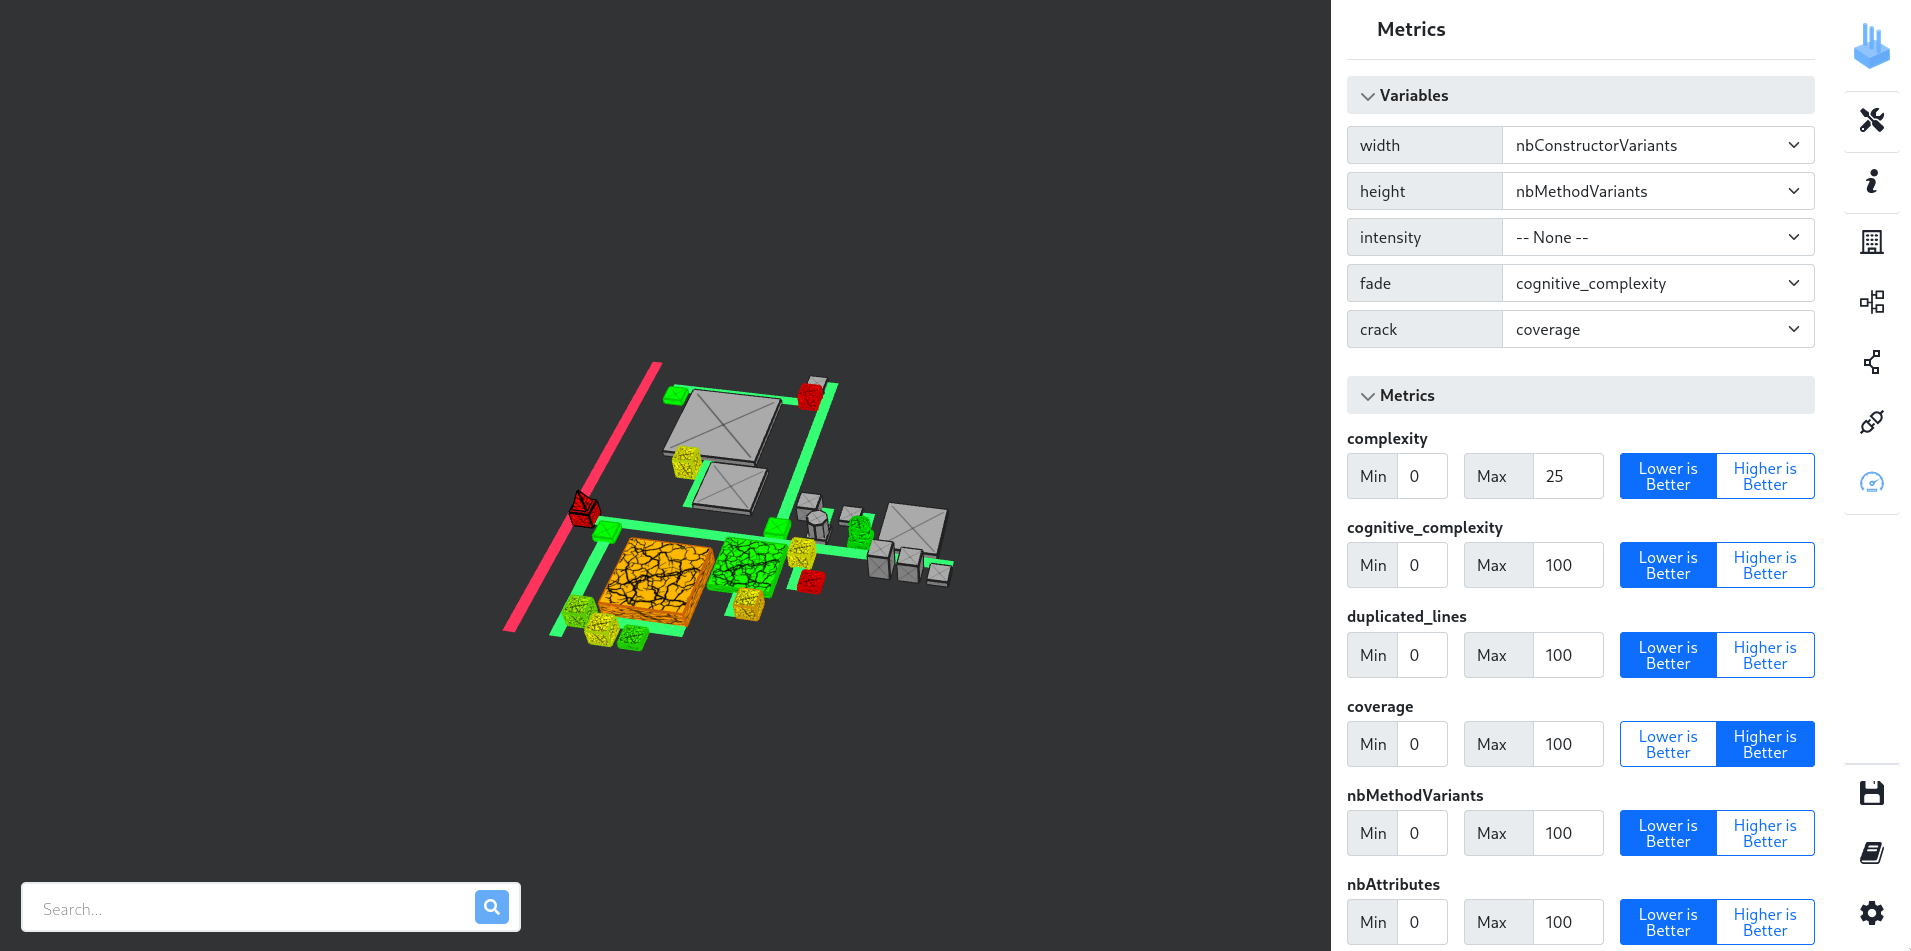 Metrics
Variables
width
nbConstructorVariants
height
nbMethodVariants
intensity
-- None --
fade
cognitive_complexity
crack
coverage
Metrics
complexity
Min
0
Max
25
Lower is
Better
Higher is
Better
cognitive_complexity
Min
0
Max
100
Lower is
Better
Higher is
Better
duplicated_lines
Min
0
Max
100
Lower is
Better
Higher is
Better
coverage
Min
0
Max
100
Lower is
Better
Higher is
Better
nbMethodVariants
Min
0
Max
100
Lower is
Better
Higher is
Better
nbAttributes
Min
0
Max
100
Lower is
Better
Higher is
Better
Search...